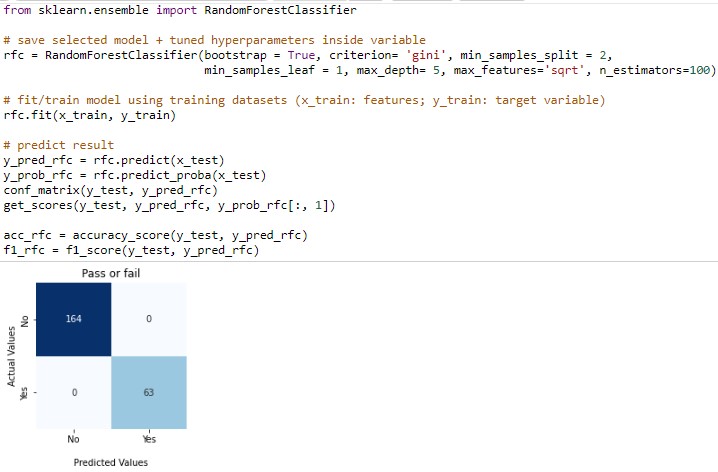 from sklearn.ensemble import RandomForestClassifier
# save selected model + tuned hyperparameters inside variable
rfc = RandomForestClassifier(bootstrap = True, criterion= 'gini', min_samples_split = 2,
min_samples_leaf = 1, max_depth= 5, max_features='sqrt', n_estimators=100)
# fit/train model using training datasets (x_train: features; y_train: target variable)
rfc.fit(x_train, y_train)
# predict result
y_pred_rfc = rfc.predict(x_test)
y_prob_rfc = rfc.predict_proba(x_test)
conf_matrix(y_test, y_pred_rfc)
get_scores(y_test, y_pred_rfc, y_prob_rfc[:, 1])
acc_rfc = accuracy_score(y_test, y_pred_rfc)
f1_rfc = f1_score(y_test, y_pred_rfc)
Pass or fail
Actual Values
No
164 0
Yes
0 63
No Yes
Predicted Values